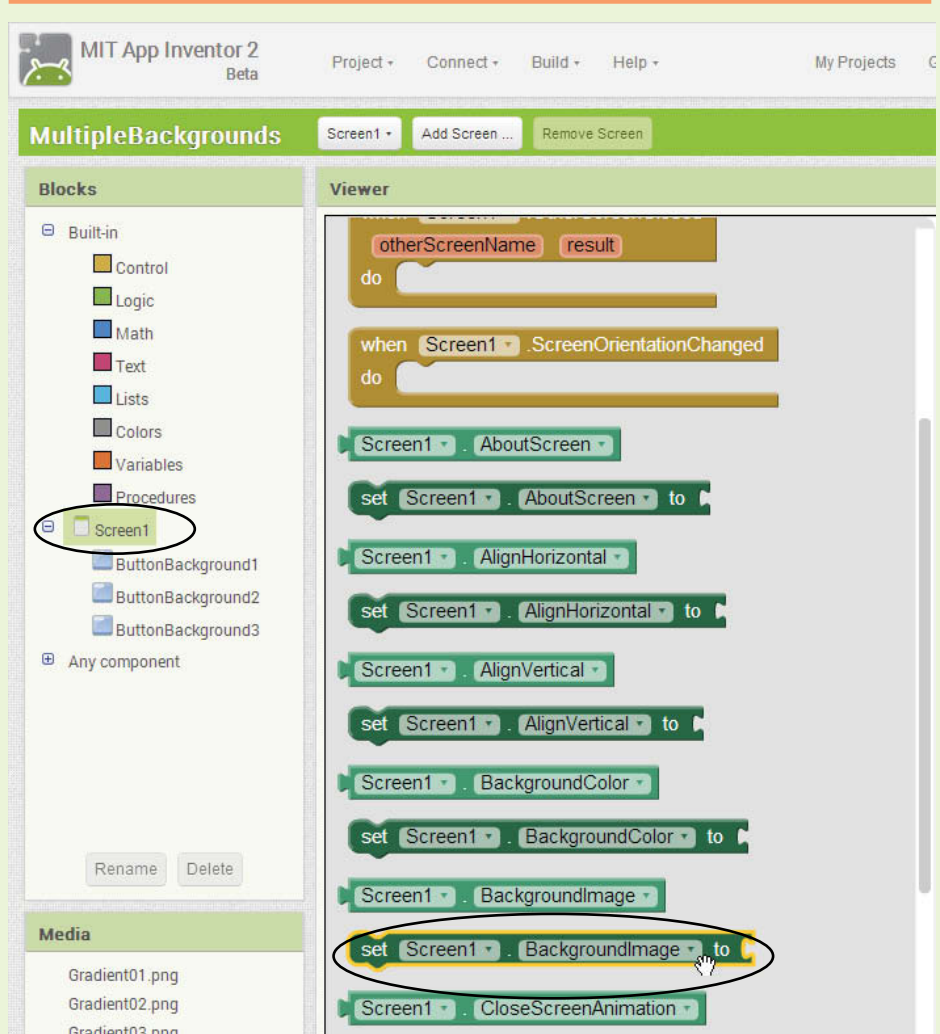 MIT App Inventor 2
Beta
Project
Connect
Build
Help
My Projects
MultipleBackgrounds
Screen1
Add Screen ...
Remove Screen
Blocks
Built-in
Control
Logic
Math
Text
Lists
Colors
Variables
Procedures
Screen1
ButtonBackground1
ButtonBackground2
ButtonBackground3
Any component
Rename
Delete
Media
Gradient01.png
Gradient02.png
Gradient03.png
Viewer
otherScreenName result
do
when Screen1 .ScreenOrientationChanged
do
Screen1 . AboutScreen
set Screen1 . AboutScreen to
Screen1 . AlignHorizontal
set Screen1 . AlignHorizontal to
Screen1 . AlignVertical
set Screen1 . AlignVertical to
Screen1 . BackgroundColor
set Screen1 . BackgroundColor to
Screen1 . BackgroundImage
set Screen1 . BackgroundImage to
Screen1 . CloseScreenAnimation